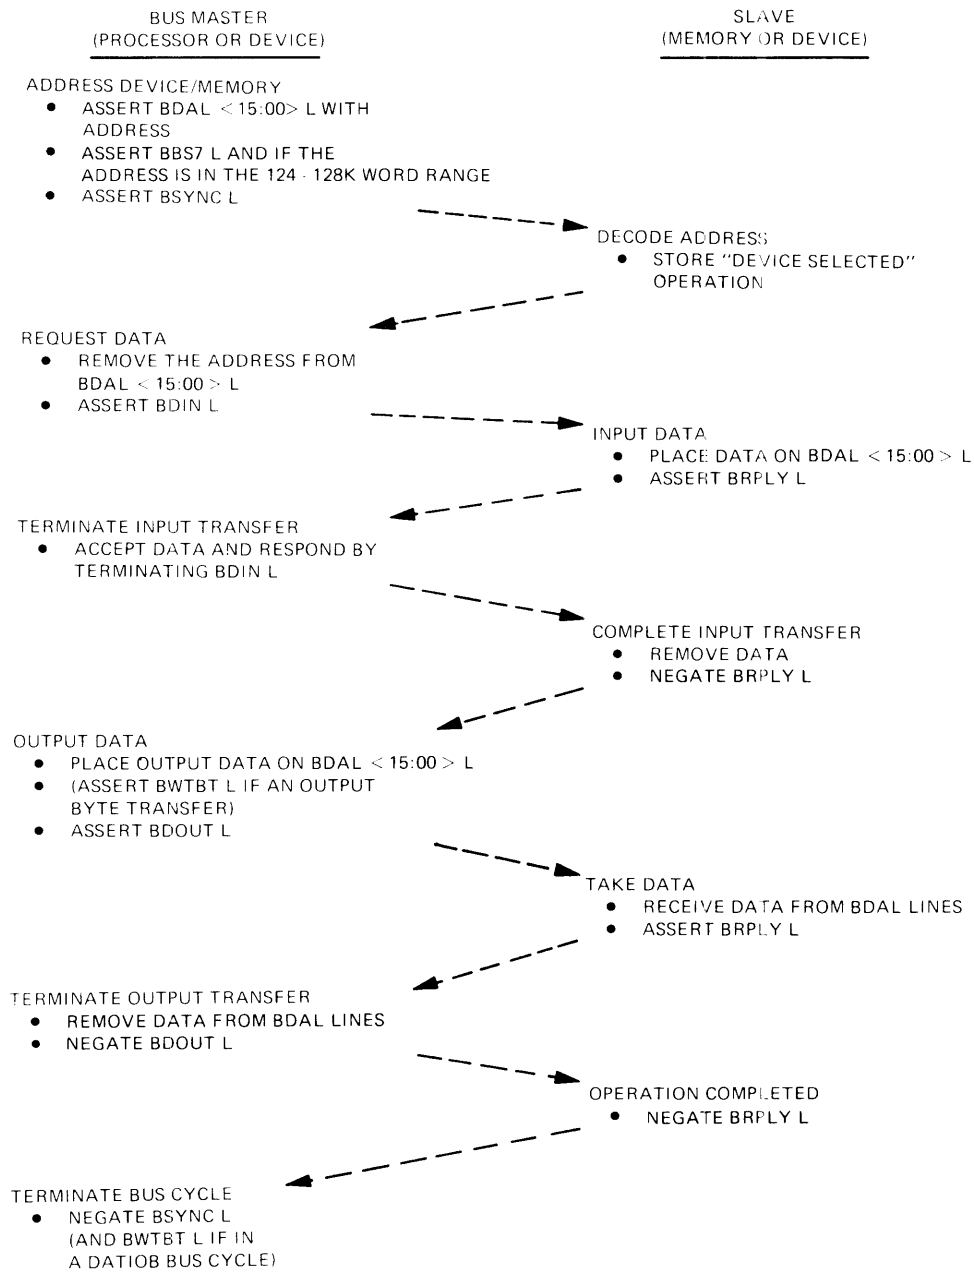 BUS MASTER
(PROCESSOR OR DEVICE)
SLAVE
(MEMORY OR DEVICE)
ADDRESS DEVICE/MEMORY
• ASSERT BDAL <15:00> L WITH
ADDRESS
• ASSERT BBS7 L AND IF THE
ADDRESS IS IN THE 124 - 128K WORD RANGE
• ASSERT BSYNC L
DECODE ADDRESS
• STORE "DEVICE SELECTED"
OPERATION
REQUEST DATA
• REMOVE THE ADDRESS FROM
BDAL <15:00> L
• ASSERT BDIN L
INPUT DATA
• PLACE DATA ON BDAL <15:00> L
• ASSERT BRPLY L
TERMINATE INPUT TRANSFER
• ACCEPT DATA AND RESPOND BY
TERMINATING BDIN L
COMPLETE INPUT TRANSFER
• REMOVE DATA
• NEGATE BRPLY L
OUTPUT DATA
• PLACE OUTPUT DATA ON BDAL <15:00> L
• (ASSERT BWTBT L IF AN OUTPUT
BYTE TRANSFER)
• ASSERT BDOUT L
TAKE DATA
• RECEIVE DATA FROM BDAL LINES
• ASSERT BRPLY L
TERMINATE OUTPUT TRANSFER
• REMOVE DATA FROM BDAL LINES
• NEGATE BDOUT L
OPERATION COMPLETED
• NEGATE BRPLY L
TERMINATE BUS CYCLE
• NEGATE BSYNC L
(AND BWTBT L IF IN
A DATIOB BUS CYCLE)